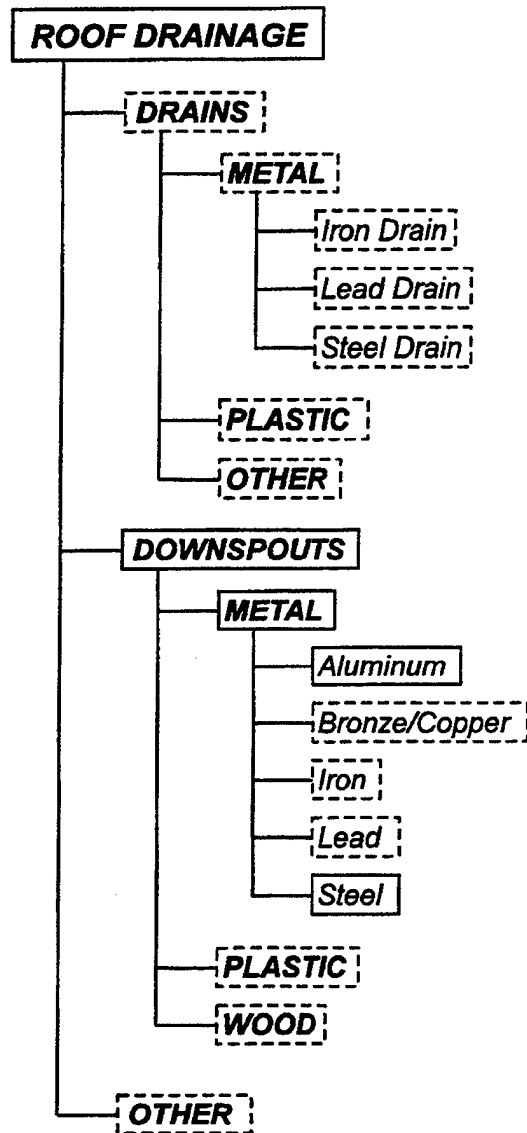 ROOF DRAINAGE
DRAINS
METAL
Iron Drain
Lead Drain
Steel Drain
PLASTIC
OTHER
DOWNSPOUTS
METAL
Aluminum
Bronze/Copper
Iron
Lead
Steel
PLASTIC
WOOD
OTHER